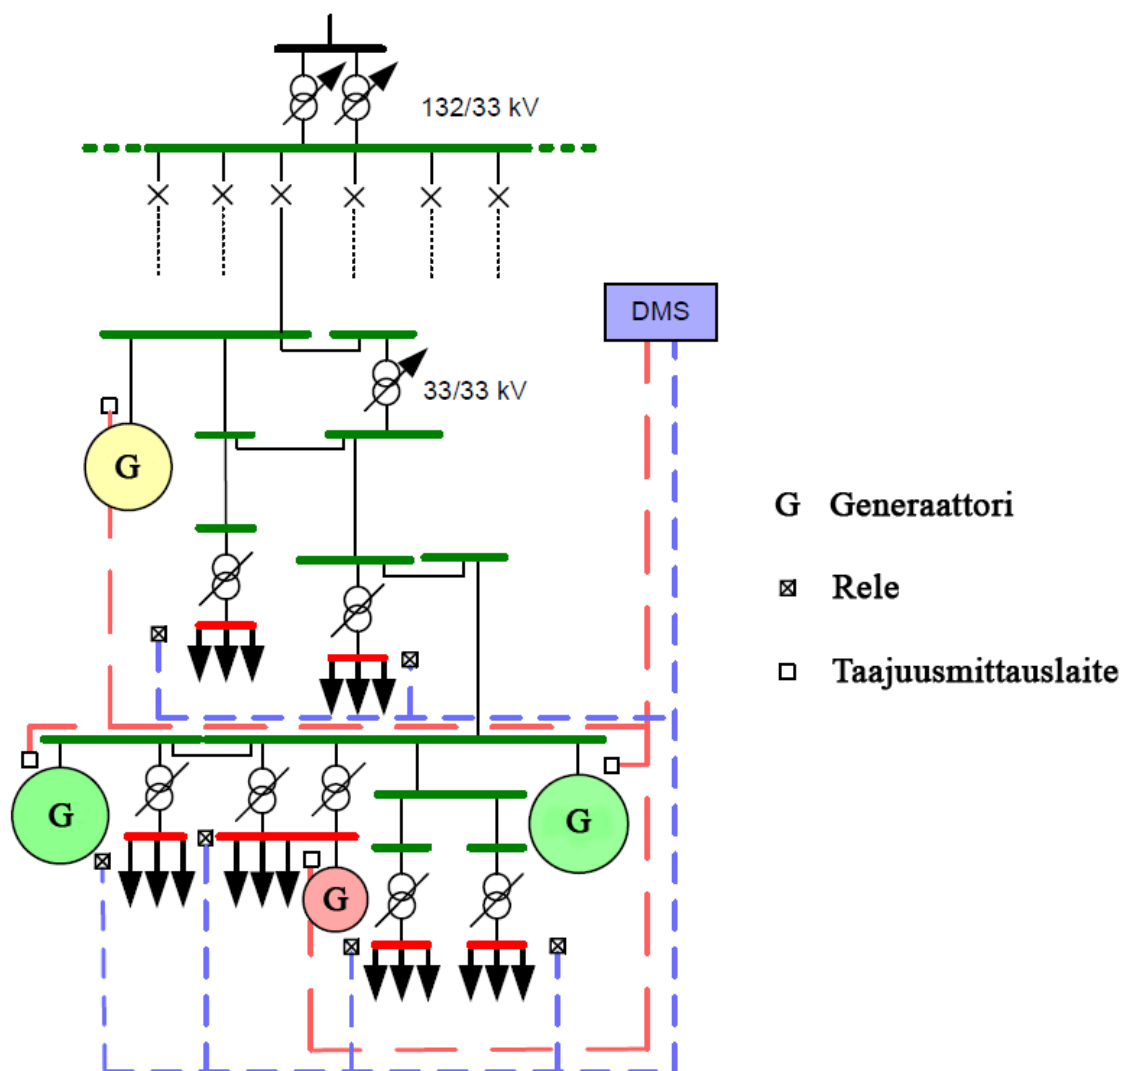 132/33 kV
DMS
33/33 kV
G
G Generaattori
Rele
Taajuusmittauslaite
G
G
G